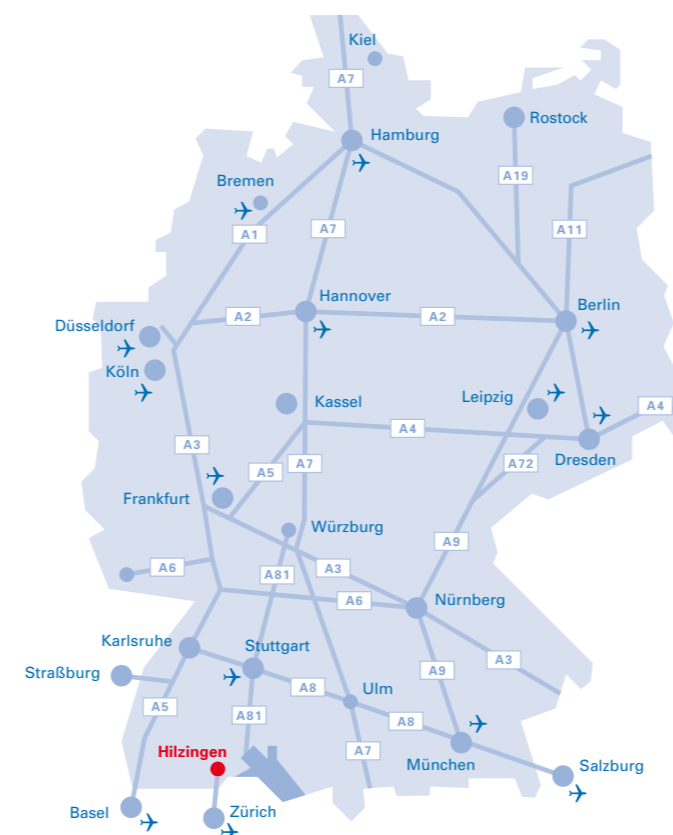 Kiel
A7
Rostock
Hamburg
A19
Bremen
A11
A7
A1
Hannover
Berlin
A2
A2
Düsseldorf
Köln
Leipzig
Kassel
A4
A4
A3
Dresden
A5
A7
A72
Frankfurt
Würzburg
A9
A6
A3
A81
A6
Nürnberg
Karlsruhe
Stuttgart
A3
Straßburg
A9
A8
Ulm
A5
A81
A8
Hilzingen
A7
München
Salzburg
Basel
Zürich